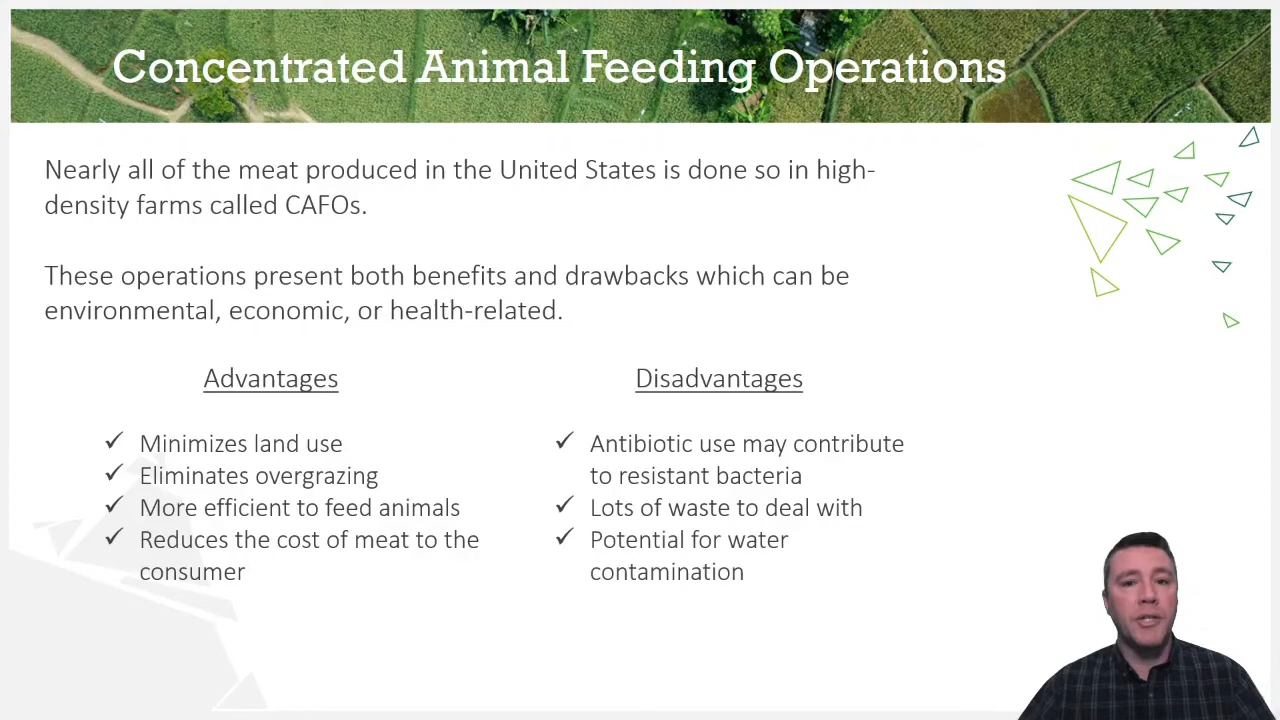 Concentrated Animal Feeding Operations
Nearly all of the meat produced in the United States is done so in high-
density farms called CAFOs.
These operations present both benefits and drawbacks which can be
environmental, economic, or health-related.
Advantages
✓ Minimizes land use
✓ Eliminates overgrazing
✓ More efficient to feed animals
✓ Reduces the cost of meat to the
consumer
Disadvantages
✓ Antibiotic use may contribute
to resistant bacteria
✓ Lots of waste to deal with
✓ Potential for water
contamination